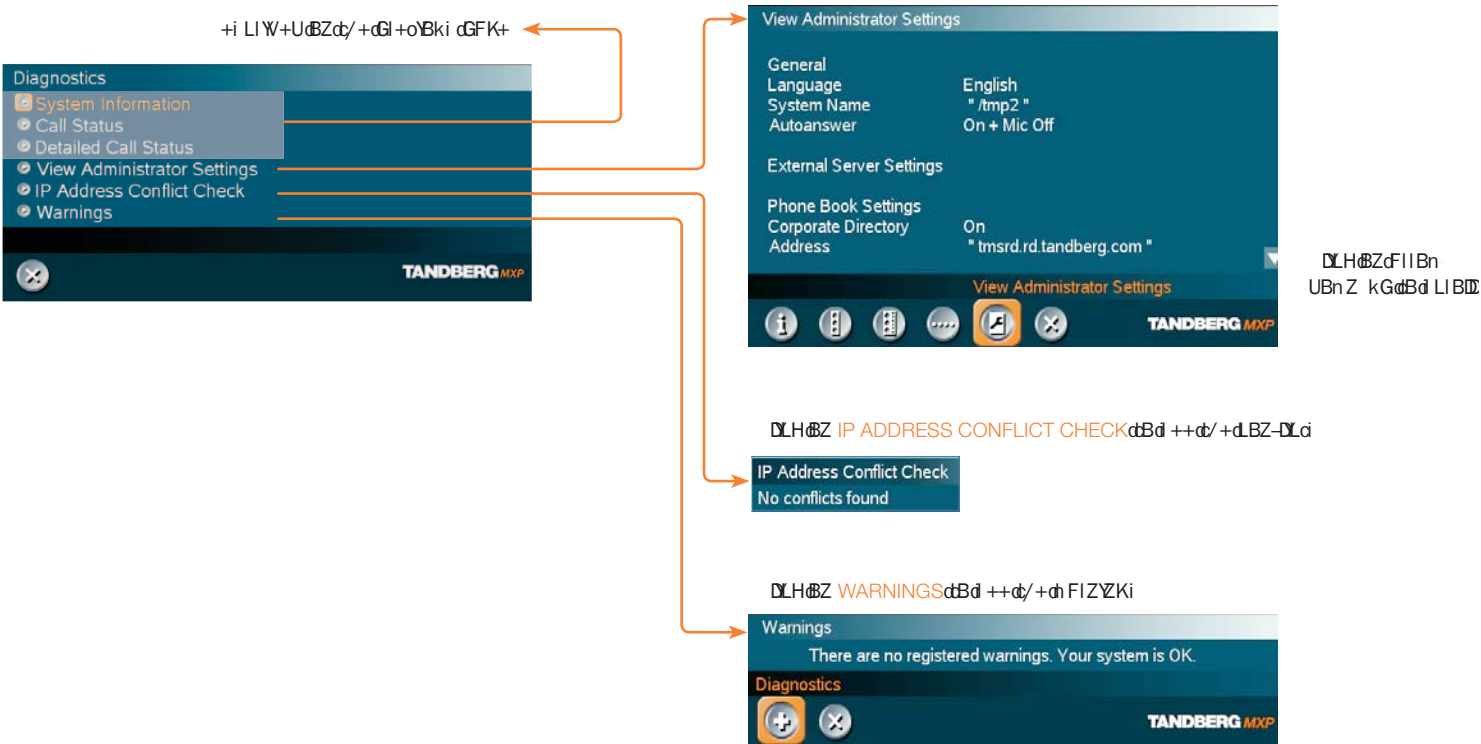 Diagnostics
System Information
Call Status
Detailed Call Status
View Administrator Settings
IP Address Conflict Check
Warnings
TANDBERG MXP
View Administrator Settings
General
Language English
System Name " /tmp2 "
Autoanswer On + Mic Off
External Server Settings
Phone Book Settings
Corporate Directory On
Address " tmsrd.rd.tandberg.com "
View Administrator Settings
TANDBERG MXP
IP ADDRESS CONFLICT CHECK
IP Address Conflict Check
No conflicts found
WARNINGS
Warnings
There are no registered warnings. Your system is OK.
Diagnostics
TANDBERG MXP